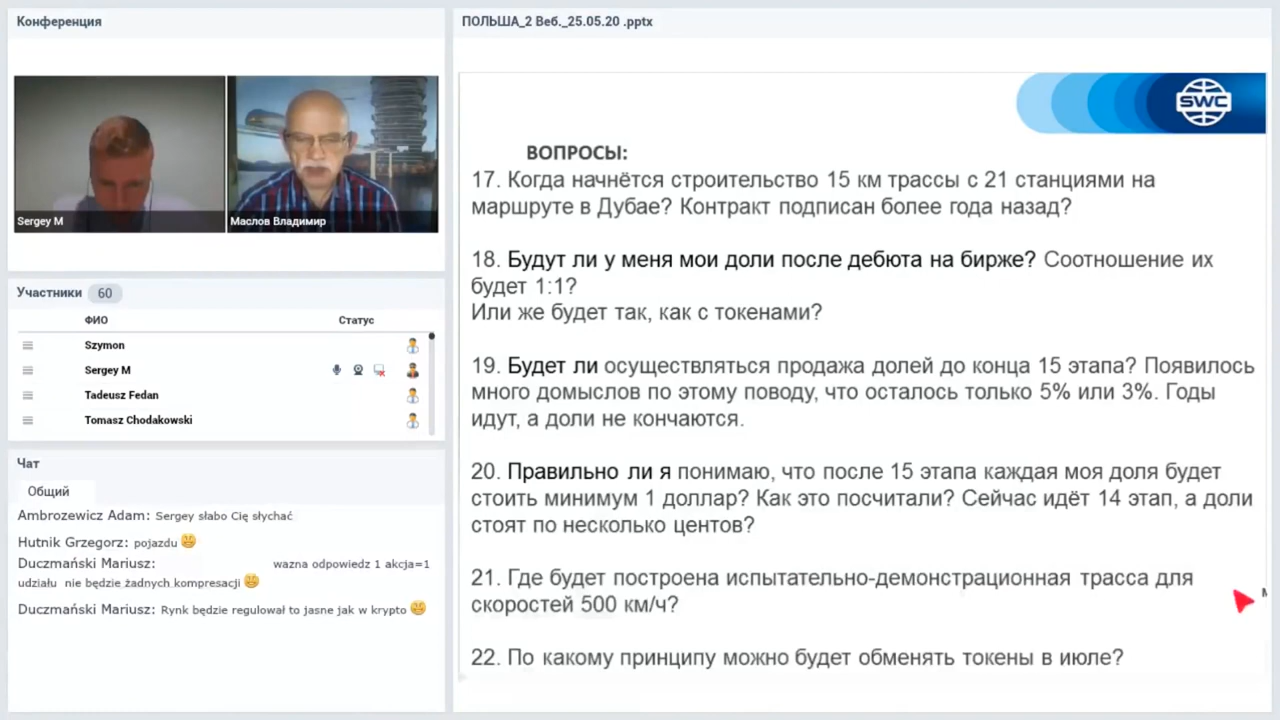 Конференция
Sergey M
Маслов Владимир
Участники 60
ФИО Статус
Szymon
Sergey M
Tadeusz Fedan
Tomasz Chodakowski
Чат
Общий
Ambrozewicz Adam: Sergey słabo Cię słychać
Hutnik Grzegorz: pojazdu
Duczmański Mariusz: wazna odpowiedz 1 akcja=1
udziału nie będzie żadnych kompresacji
Duczmański Mariusz: Rynk będzie regulował to jasne jak w krypto
ПОЛЬША_2 Веб._25.05.20 .pptx
SWC
ВОПРОСЫ:
17. Когда начнётся строительство 15 км трассы с 21 станциями на
маршруте в Дубае? Контракт подписан более года назад?
18. Будут ли у меня мои доли после дебюта на бирже? Соотношение их
будет 1:1?
Или же будет так, как с токенами?
19. Будет ли осуществляться продажа долей до конца 15 этапа? Появилось
много домыслов по этому поводу, что осталось только 5% или 3%. Годы
идут, а доли не кончаются.
20. Правильно ли я понимаю, что после 15 этапа каждая моя доля будет
стоить минимум 1 доллар? Как это посчитали? Сейчас идёт 14 этап, а доли
стоят по несколько центов?
21. Где будет построена испытательно-демонстрационная трасса для
скоростей 500 км/ч?
22. По какому принципу можно будет обменять токены в июле?